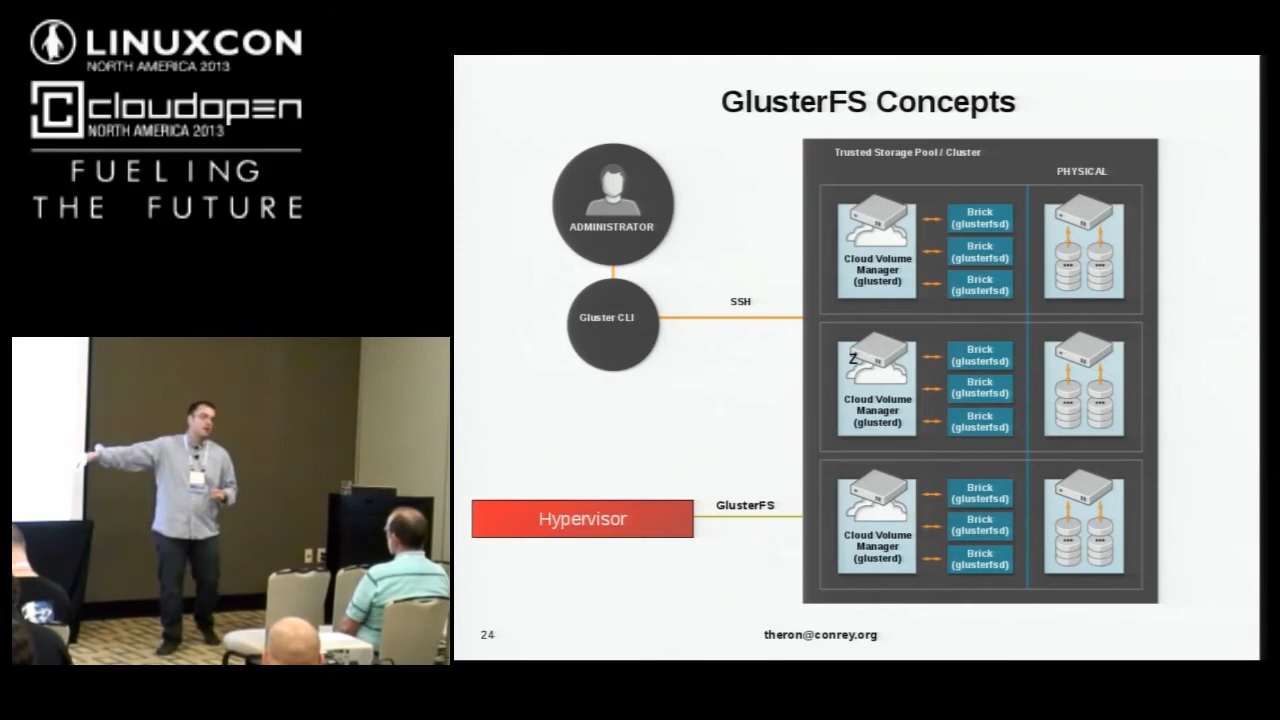 LINUXCON
NORTH AMERICA 2013
cloudopen
NORTH AMERICA 2013
FUELING
THE FUTURE
GlusterFS Concepts
ADMINISTRATOR
Gluster CLI
SSH
Hypervisor
GlusterFS
Trusted Storage Pool / Cluster
PHYSICAL
Cloud Volume
Manager
(glusterd)
Brick
(glusterfsd)
Brick
(glusterfsd)
Brick
(glusterfsd)
Z
Cloud Volume
Manager
(glusterd)
Brick
(glusterfsd)
Brick
(glusterfsd)
Brick
(glusterfsd)
Cloud Volume
Manager
(glusterd)
Brick
(glusterfsd)
Brick
(glusterfsd)
Brick
(glusterfsd)
24
theron@conrey.org